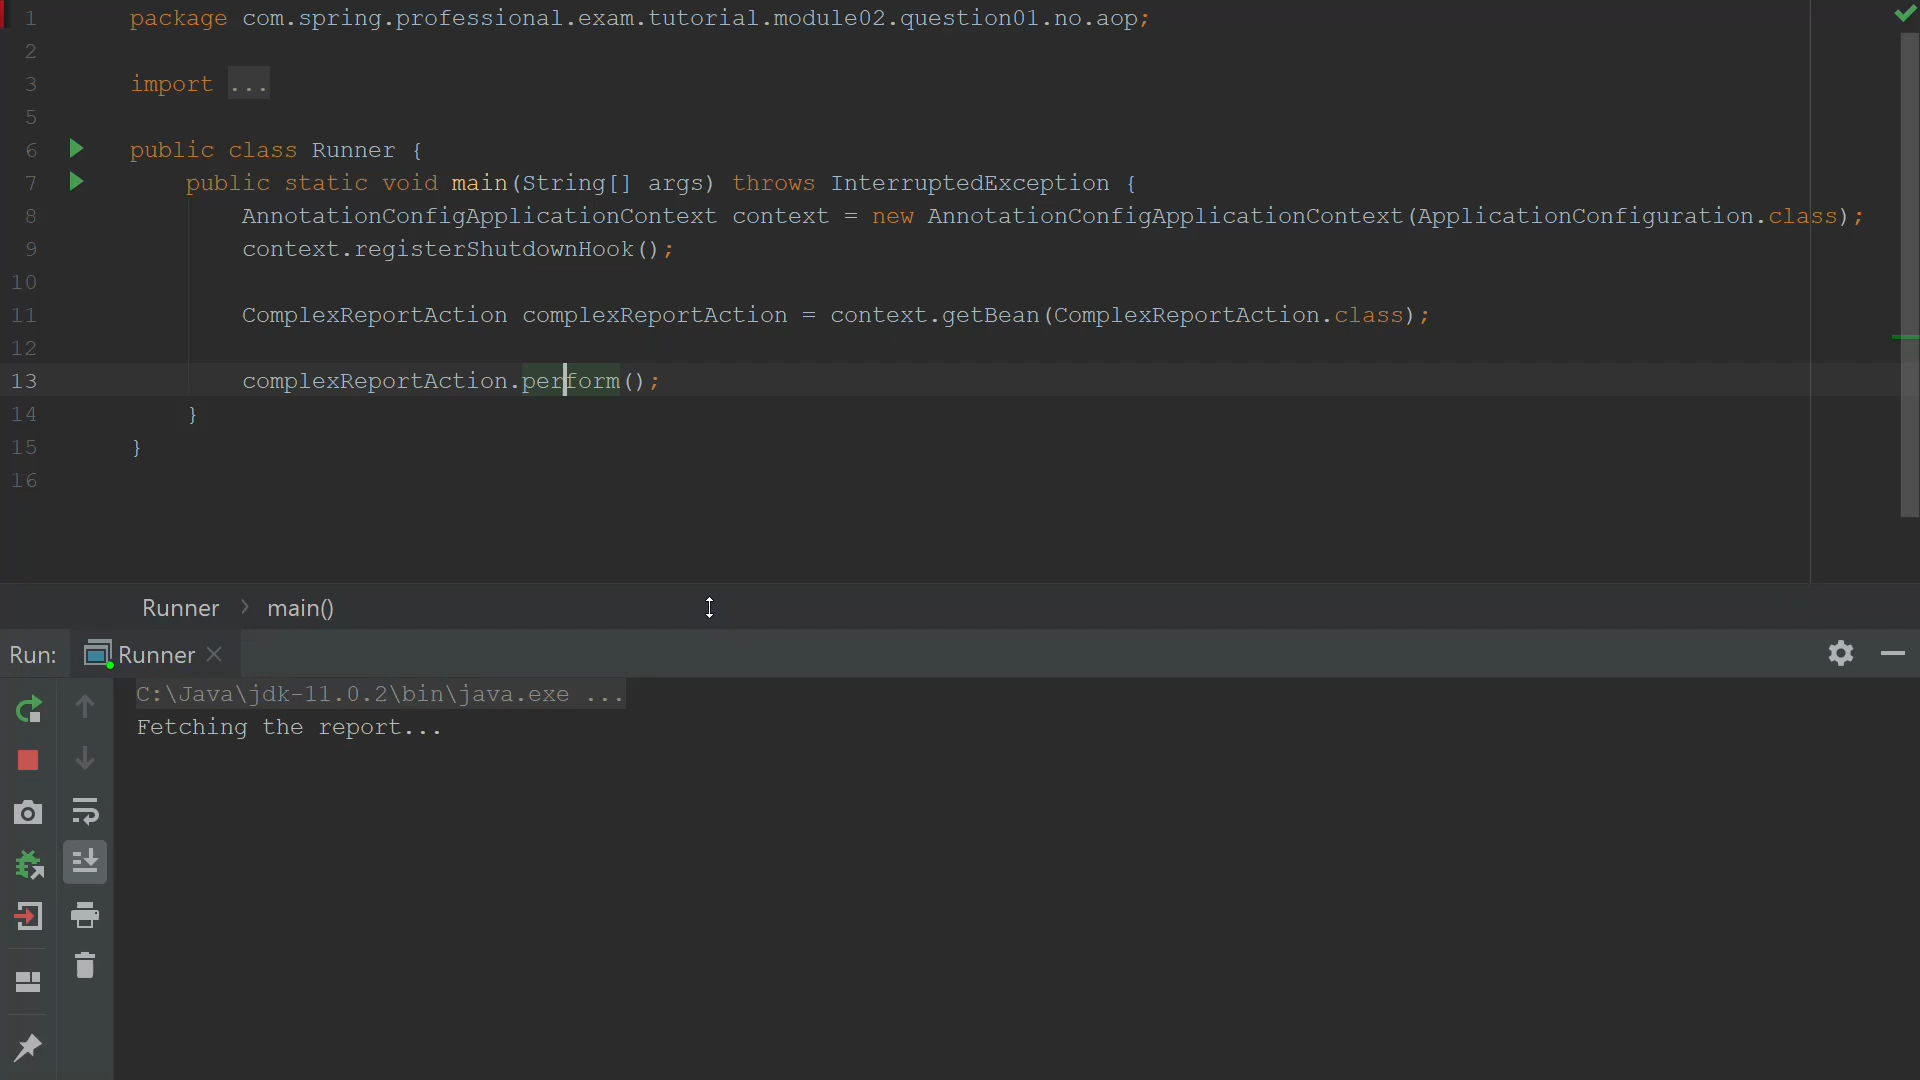 1 package com.spring.professional.exam.tutorial.module02.question01.no.aop;
2
3 import ...
5
6 public class Runner {
7 public static void main(String[] args) throws InterruptedException {
8 AnnotationConfigApplicationContext context = new AnnotationConfigApplicationContext(ApplicationConfiguration.class);
9 context.registerShutdownHook();
10
11 ComplexReportAction complexReportAction = context.getBean(ComplexReportAction.class);
12
13 complexReportAction.perform();
14 }
15 }
16
Runner > main()
Run: Runner
C:\Java\jdk-11.0.2\bin\java.exe ...
Fetching the report...